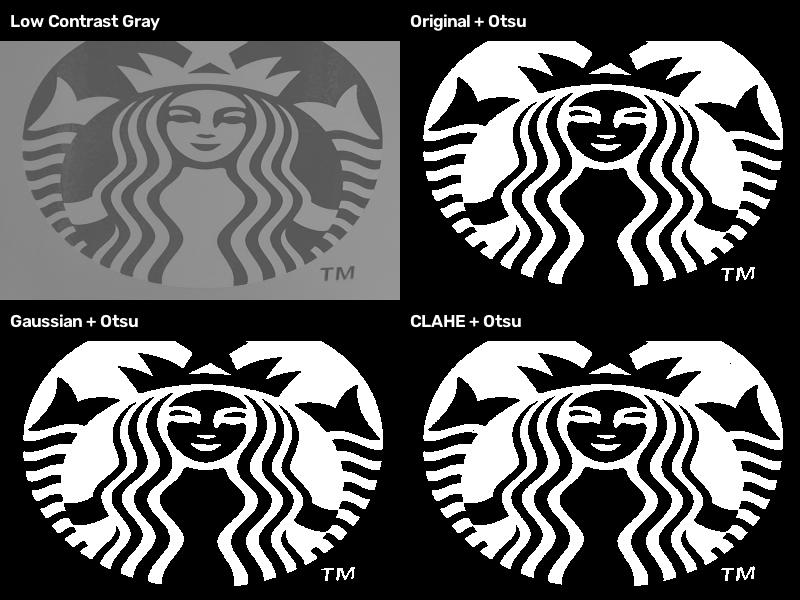 Low Contrast Gray
Original + Otsu
TM
TM
Gaussian + Otsu
CLAHE + Otsu
TM
TM